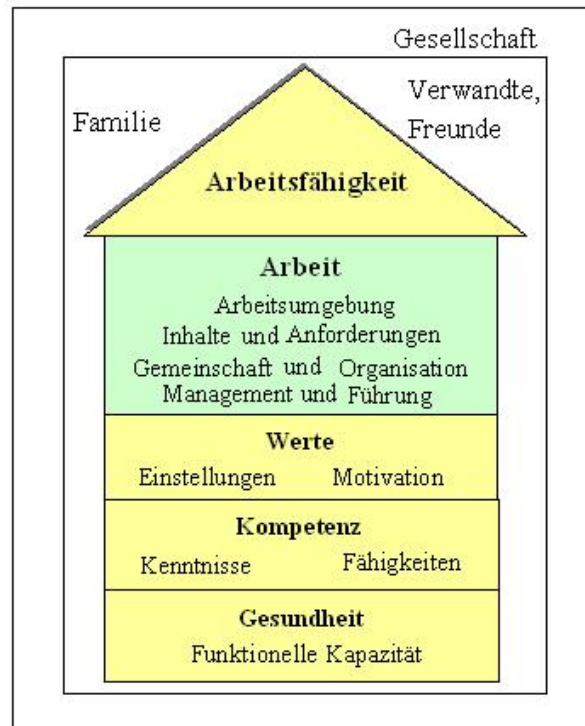 Gesellschaft
Familie
Verwandte,
Freunde
Arbeitsfähigkeit
Arbeit
Arbeitsumgebung
Inhalte und Anforderungen
Gemeinschaft und Organisation
Management und Führung
Werte
Einstellungen Motivation
Kompetenz
Kenntnisse Fähigkeiten
Gesundheit
Funktionelle Kapazität